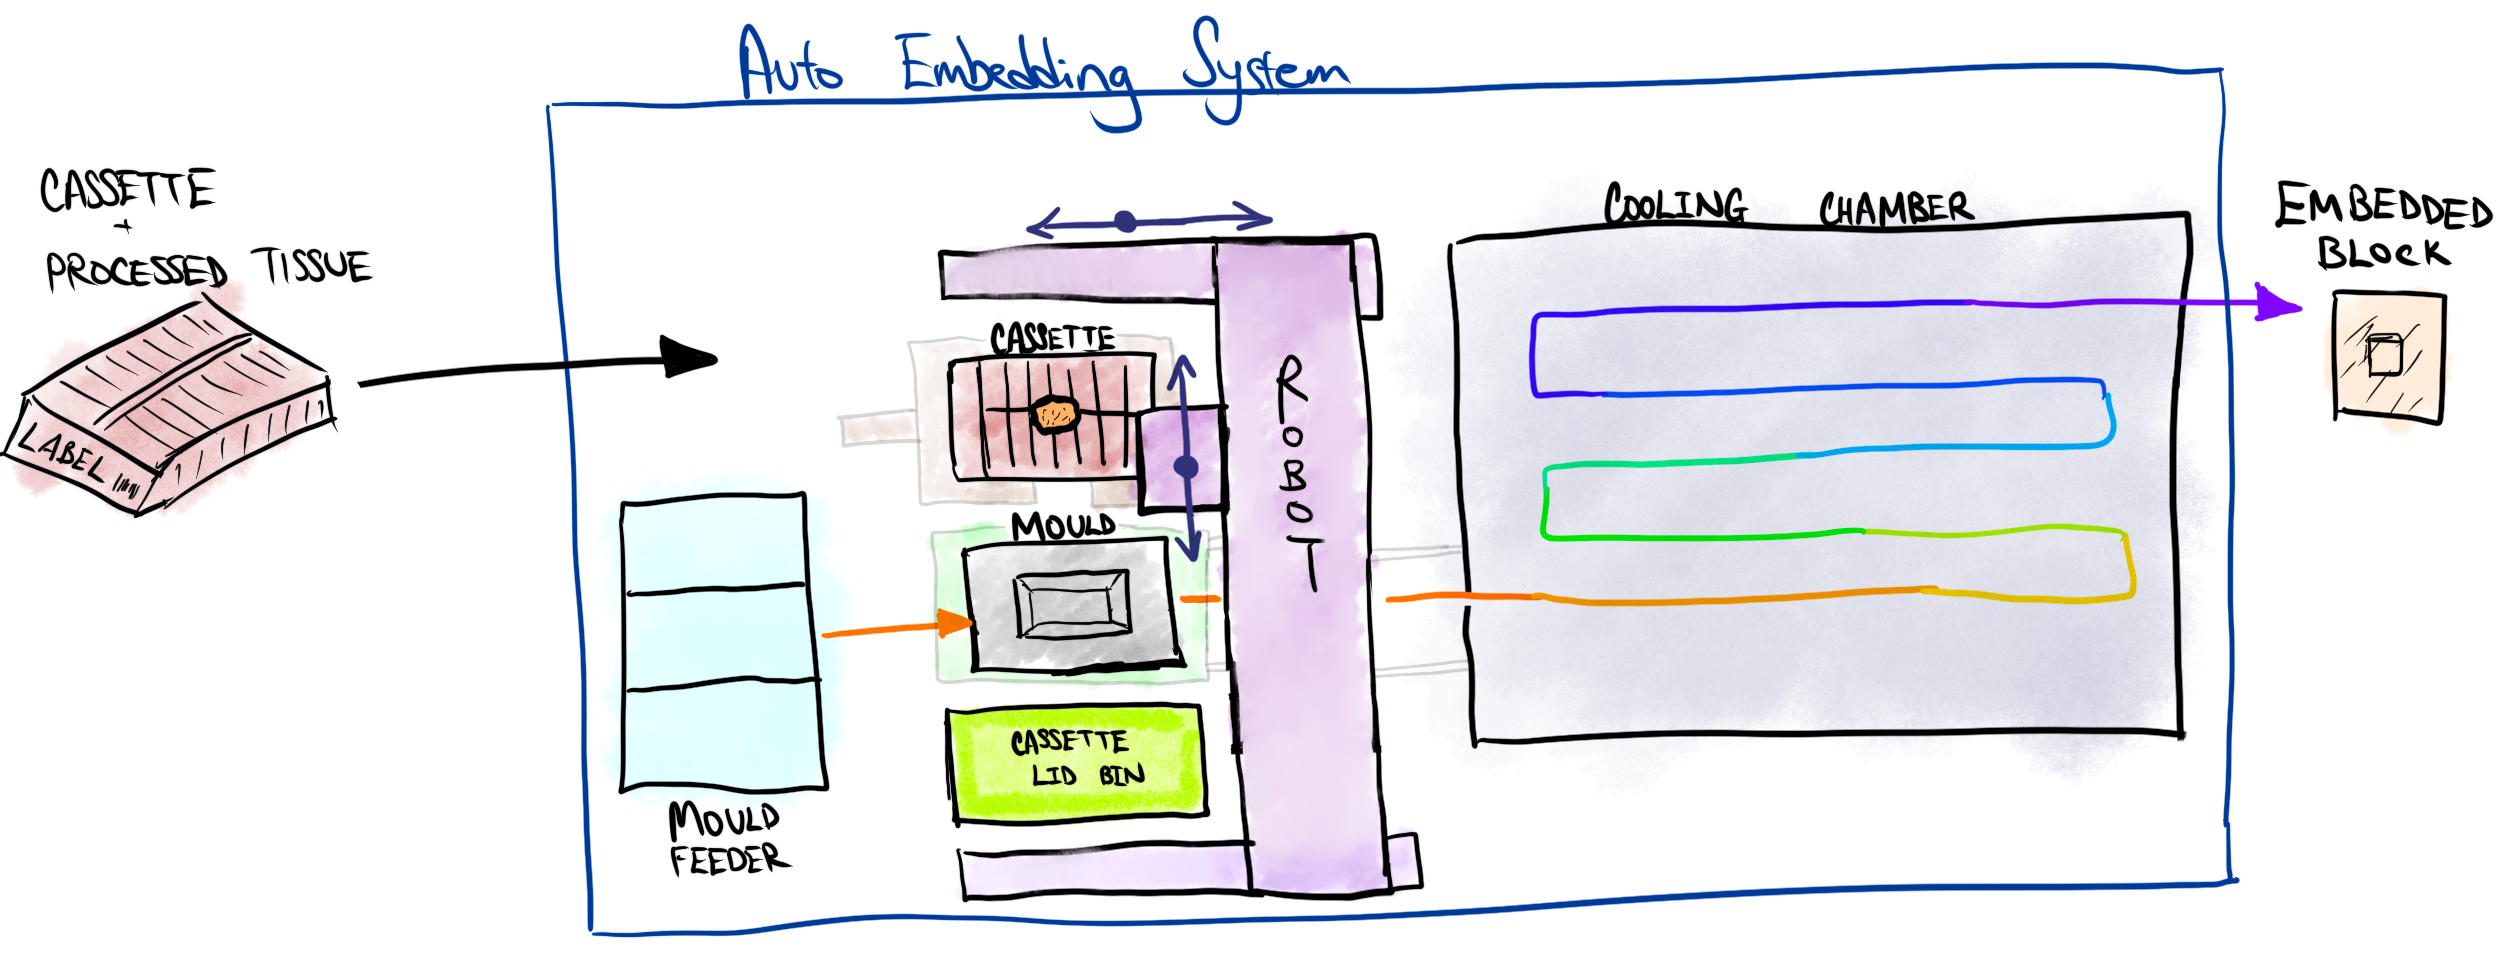 Auto Embedding System
CASSETTE
+
PROCESSED TISSUE
LABEL
CASSETTE
MOULD
CASSETTE
LID BIN
MOULD
FEEDER
ROBOT
COOLING CHAMBER
EMBEDDED
BLOCK